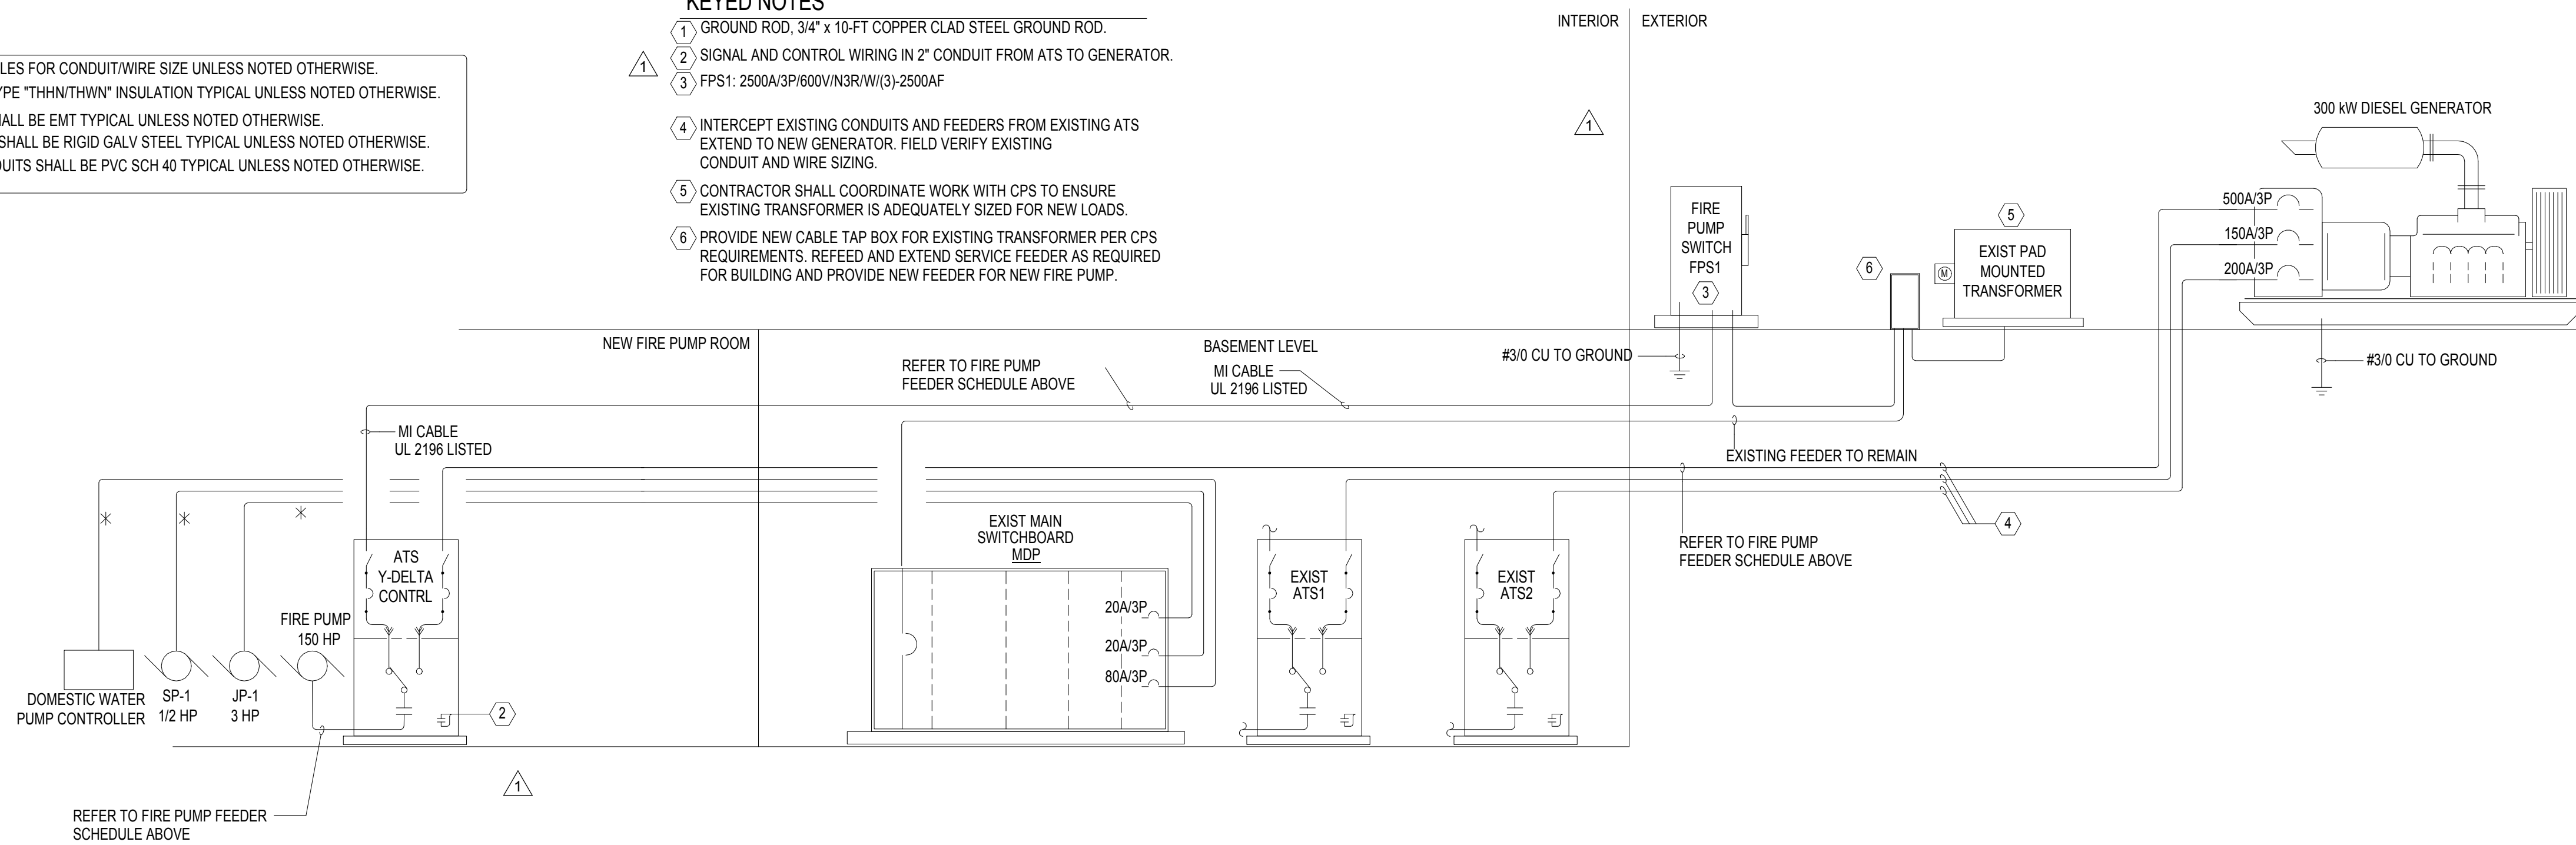 KEYED NOTES
LES FOR CONDUIT/WIRE SIZE UNLESS NOTED OTHERWISE.
YPE "THHN/THWN" INSULATION TYPICAL UNLESS NOTED OTHERWISE.
HALL BE EMT TYPICAL UNLESS NOTED OTHERWISE.
SHALL BE RIGID GALV STEEL TYPICAL UNLESS NOTED OTHERWISE.
DUITS SHALL BE PVC SCH 40 TYPICAL UNLESS NOTED OTHERWISE.
1
1 GROUND ROD, 3/4" x 10-FT COPPER CLAD STEEL GROUND ROD.
2 SIGNAL AND CONTROL WIRING IN 2" CONDUIT FROM ATS TO GENERATOR.
3 FPS1: 2500A/3P/600V/N3R/W/(3)-2500AF
4 INTERCEPT EXISTING CONDUITS AND FEEDERS FROM EXISTING ATS
EXTEND TO NEW GENERATOR. FIELD VERIFY EXISTING
CONDUIT AND WIRE SIZING.
5 CONTRACTOR SHALL COORDINATE WORK WITH CPS TO ENSURE
EXISTING TRANSFORMER IS ADEQUATELY SIZED FOR NEW LOADS.
6 PROVIDE NEW CABLE TAP BOX FOR EXISTING TRANSFORMER PER CPS
REQUIREMENTS. REFEED AND EXTEND SERVICE FEEDER AS REQUIRED
FOR BUILDING AND PROVIDE NEW FEEDER FOR NEW FIRE PUMP.
INTERIOR
EXTERIOR
1
300 kW DIESEL GENERATOR
500A/3P
150A/3P
200A/3P
FIRE
PUMP
SWITCH
FPS1
3
6
5
M
EXIST PAD
MOUNTED
TRANSFORMER
NEW FIRE PUMP ROOM
BASEMENT LEVEL
REFER TO FIRE PUMP
FEEDER SCHEDULE ABOVE
MI CABLE
UL 2196 LISTED
#3/0 CU TO GROUND
#3/0 CU TO GROUND
MI CABLE
UL 2196 LISTED
EXISTING FEEDER TO REMAIN
4
REFER TO FIRE PUMP
FEEDER SCHEDULE ABOVE
ATS
Y-DELTA
CONTRL
FIRE PUMP
150 HP
EXIST MAIN
SWITCHBOARD
MDP
20A/3P
20A/3P
80A/3P
EXIST
ATS1
EXIST
ATS2
DOMESTIC WATER
PUMP CONTROLLER
SP-1
1/2 HP
JP-1
3 HP
2
1
REFER TO FIRE PUMP FEEDER
SCHEDULE ABOVE